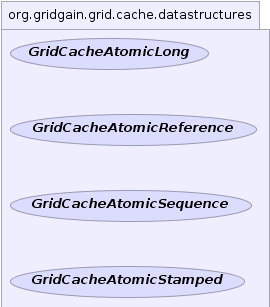 org.gridgain.grid.cache.datastructures
GridCacheAtomicLong
GridCacheAtomicReference
GridCacheAtomicSequence
GridCacheAtomicStamped